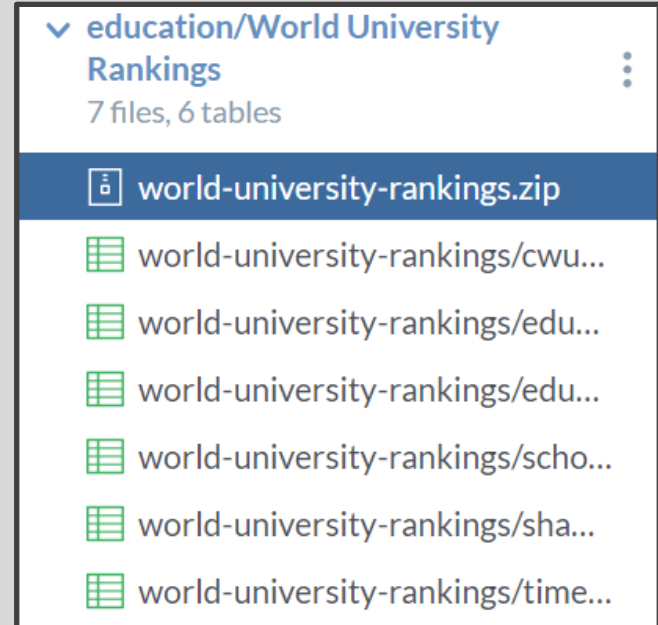 education/World University
Rankings
7 files, 6 tables
world-university-rankings.zip
world-university-rankings/cwu...
world-university-rankings/edu...
world-university-rankings/edu...
world-university-rankings/scho...
world-university-rankings/sha...
world-university-rankings/time...